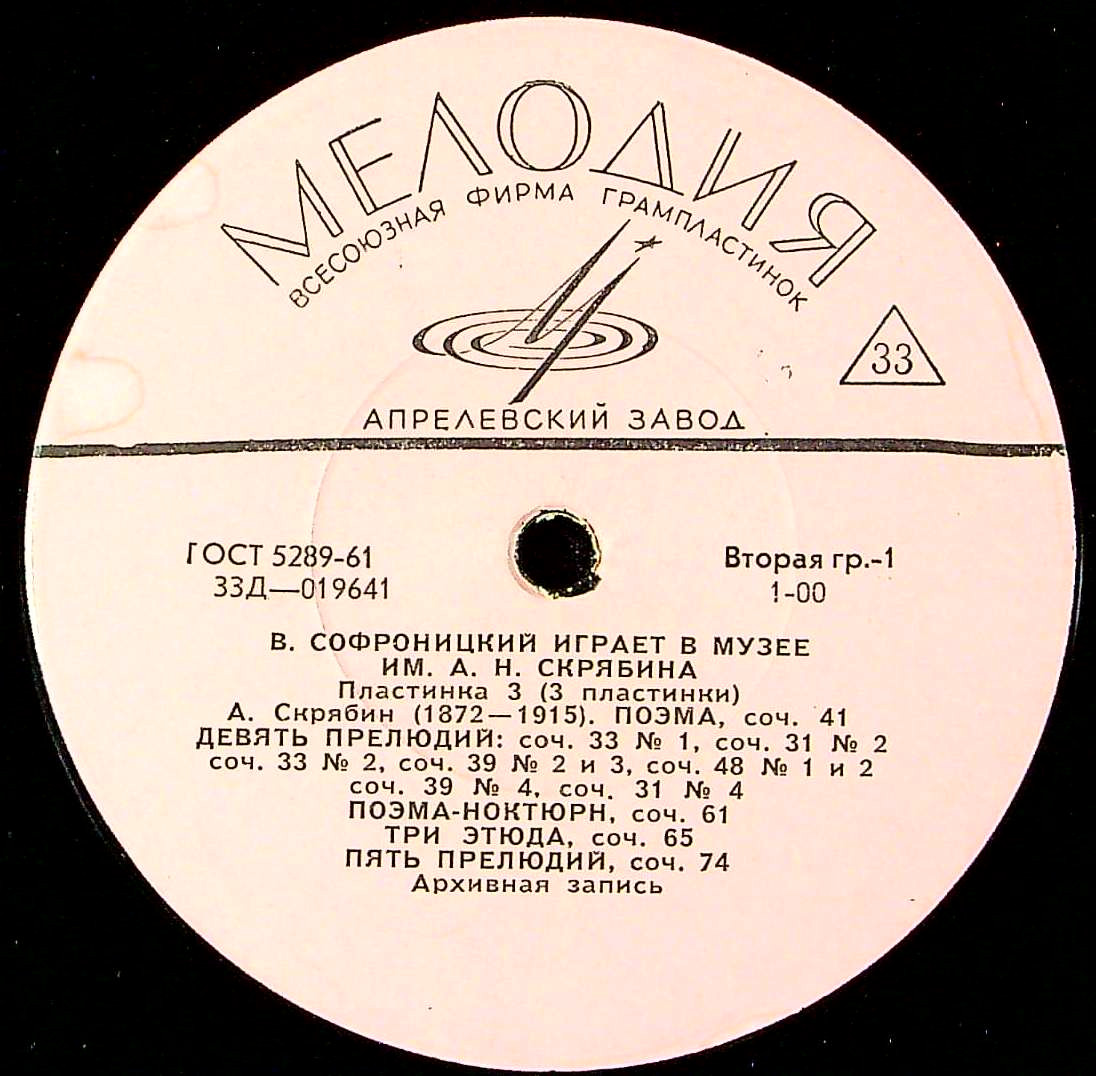 МЕЛОДИЯ
ВСЕСОЮЗНАЯ ФИРМА ГРАМПЛАСТИНОК
33
АПРЕЛЕВСКИЙ ЗАВОД
ГОСТ 5289-61 Вторая гр.-1
33Д—019641 1-00
В. СОФРОНИЦКИЙ ИГРАЕТ В МУЗЕЕ
ИМ. А. Н. СКРЯБИНА
Пластинка 3 (3 пластинки)
А. Скрябин (1872—1915). ПОЭМА, соч. 41
ДЕВЯТЬ ПРЕЛЮДИЙ: соч. 33 № 1, соч. 31 № 2
соч. 33 № 2, соч. 39 № 2 и 3, соч. 48 № 1 и 2
соч. 39 № 4, соч. 31 № 4
ПОЭМА-НОКТЮРН, соч. 61
ТРИ ЭТЮДА, соч. 65
ПЯТЬ ПРЕЛЮДИЙ, соч. 74
Архивная запись